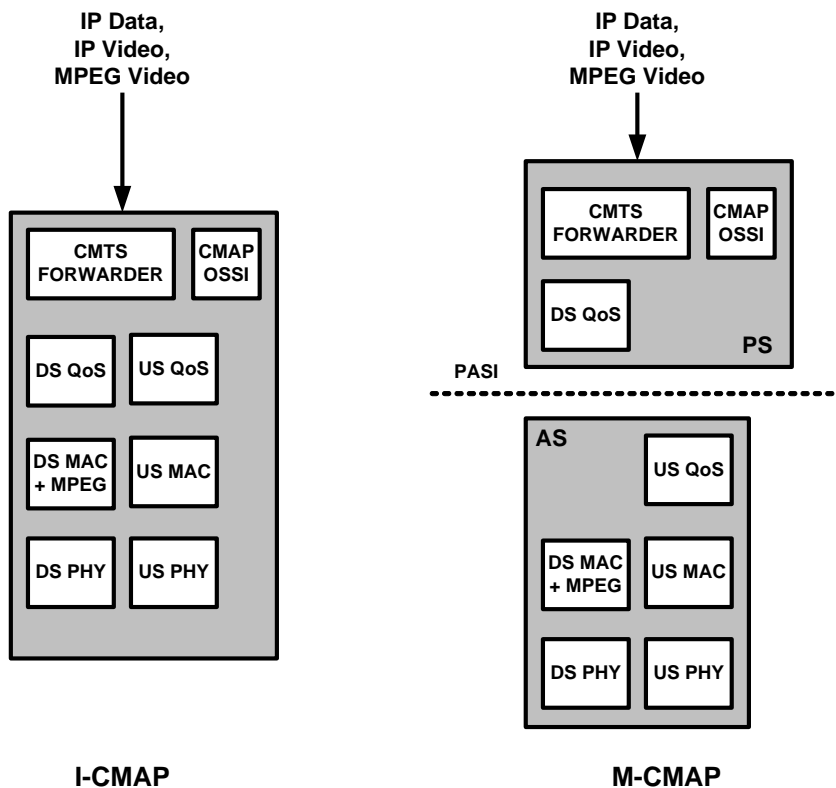 IP Data,
IP Video,
MPEG Video
CMTS
FORWARDER
CMAP
OSSI
DS QoS
US QoS
DS MAC
+ MPEG
US MAC
DS PHY
US PHY
I-CMAP
IP Data,
IP Video,
MPEG Video
CMTS
FORWARDER
CMAP
OSSI
DS QoS
PS
PASI
AS
US QoS
DS MAC
+ MPEG
US MAC
DS PHY
US PHY
M-CMAP